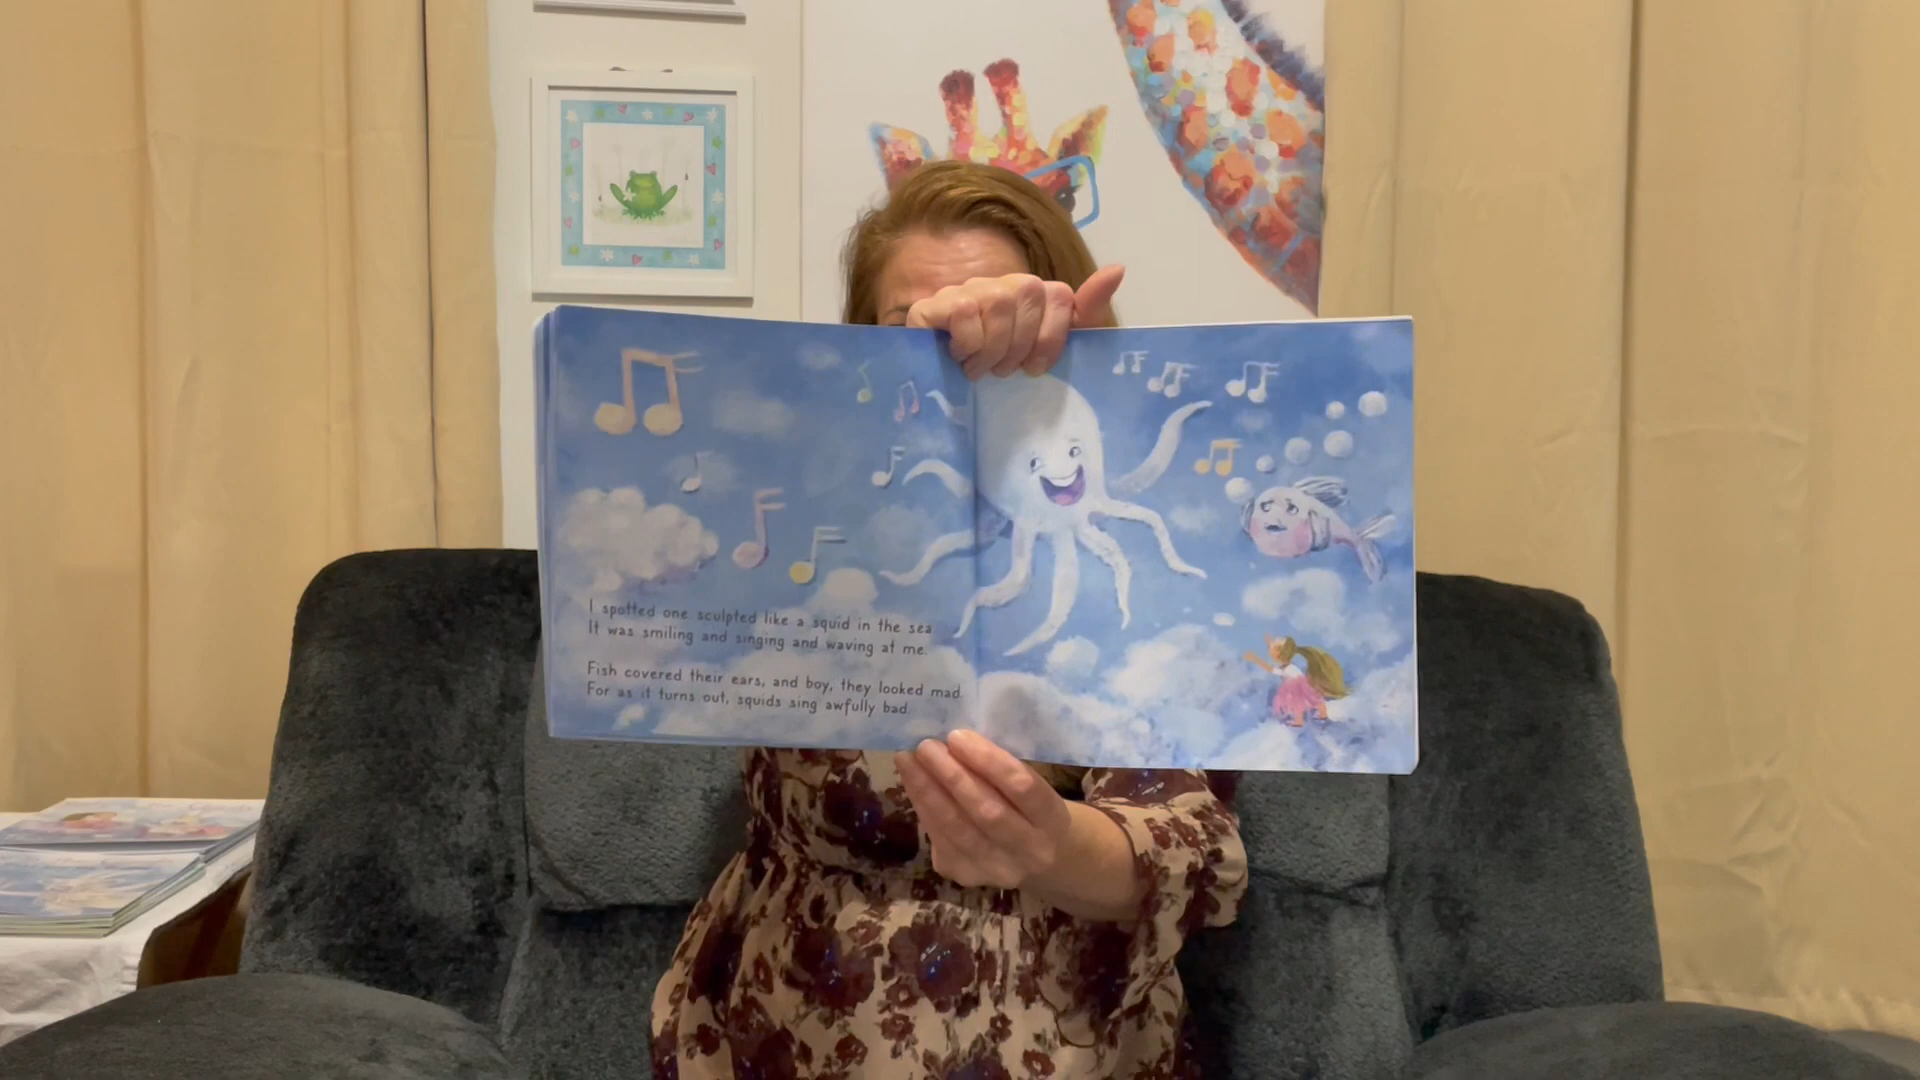 I spotted one sculpted like a squid in the sea
It was smiling and singing and waving at me.
Fish covered their ears, and boy, they looked mad.
For as it turns out, squids sing awfully bad.